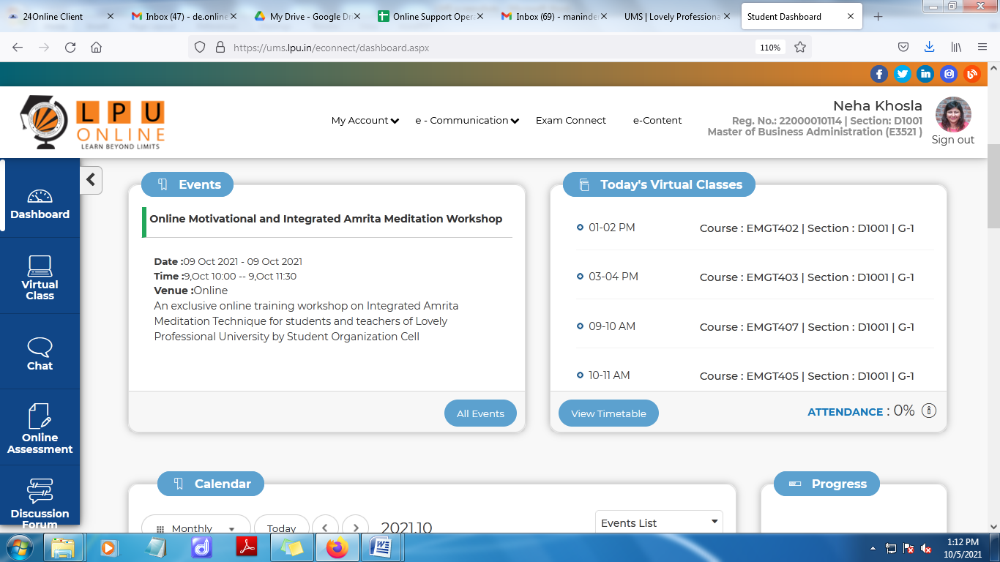 24Online Client
Inbox (47) - de.online
My Drive - Google Dr
Online Support Oper
Inbox (69) - maninde
UMS | Lovely Professiona
Student Dashboard
https://ums.lpu.in/econnect/dashboard.aspx
110%
LPU
ONLINE
LEARN BEYOND LIMITS
My Account
e - Communication
Exam Connect
e-Content
Neha Khosla
Reg. No.: 22000010114 | Section: D1001
Master of Business Administration (E3521 )
Sign out
Dashboard
Virtual
Class
Chat
Online
Assessment
Discussion
Forum
Events
Online Motivational and Integrated Amrita Meditation Workshop
Date :09 Oct 2021 - 09 Oct 2021
Time :9,Oct 10:00 -- 9,Oct 11:30
Venue :Online
An exclusive online training workshop on Integrated Amrita
Meditation Technique for students and teachers of Lovely
Professional University by Student Organization Cell
All Events
Today's Virtual Classes
01-02 PM Course : EMGT402 | Section : D1001 | G-1
03-04 PM Course : EMGT403 | Section : D1001 | G-1
09-10 AM Course : EMGT407 | Section : D1001 | G-1
10-11 AM Course : EMGT405 | Section : D1001 | G-1
View Timetable
ATTENDANCE : 0%
Calendar
Monthly
Today
2021.10
Events List
Progress
1:12 PM
10/5/2021